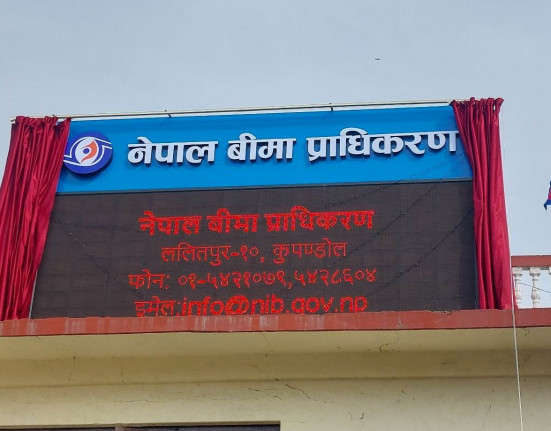 नेपाल बीमा प्राधिकरण
नेपाल बीमा प्राधिकरण
ललितपुर-१०, कुपण्डोल
फोन: ०१-५४२१०७९,५४२८६०४
इमेल:info@nib.gov.np